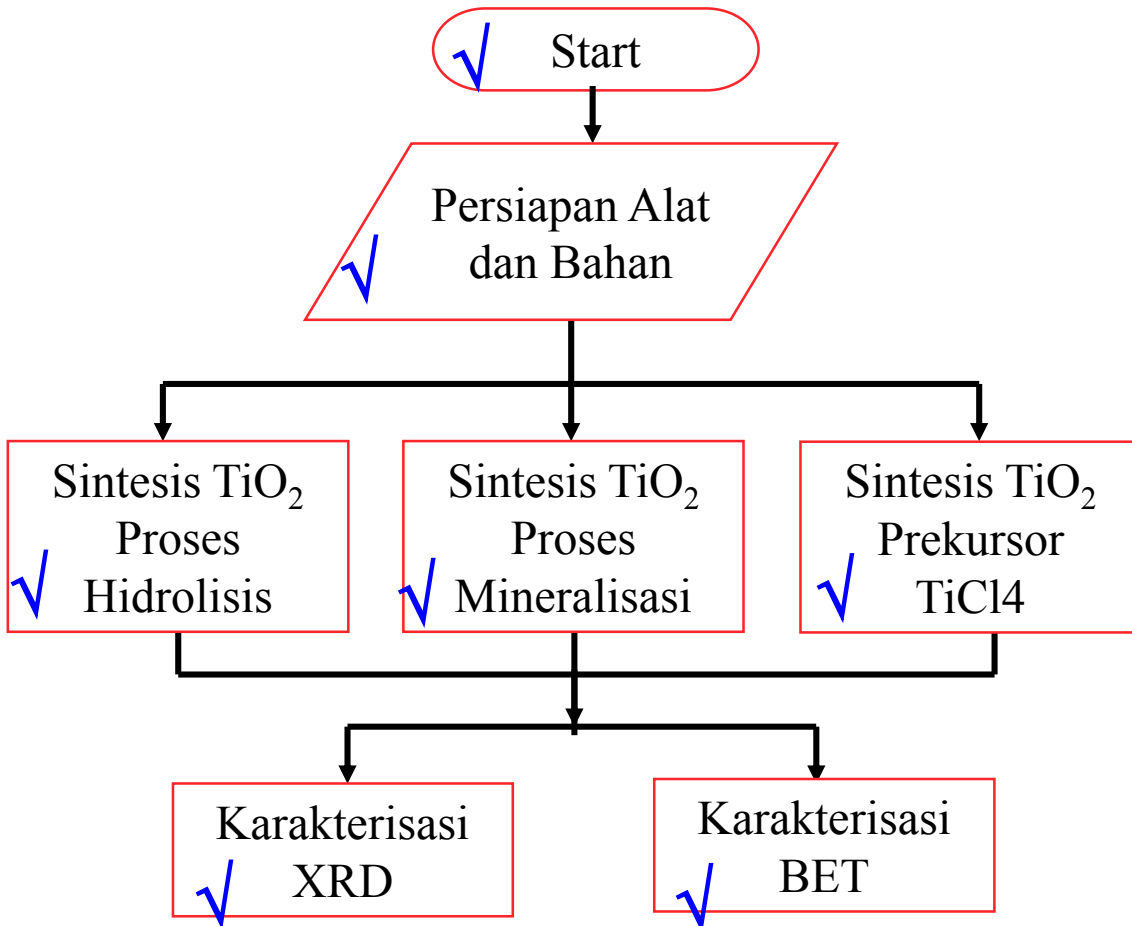 √ Start
Persiapan Alat
√ dan Bahan
Sintesis TiO₂
Proses
√ Hidrolisis
Sintesis TiO₂
Proses
√ Mineralisasi
Sintesis TiO₂
Prekursor
√ TiCl4
Karakterisasi
√ XRD
Karakterisasi
√ BET